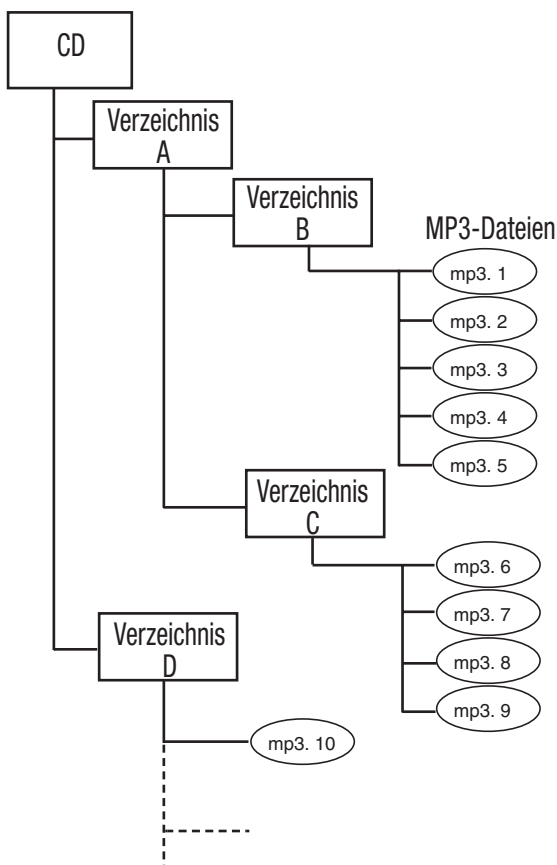 CD
Verzeichnis
A
Verzeichnis
B
MP3-Dateien
mp3. 1
mp3. 2
mp3. 3
mp3. 4
mp3. 5
Verzeichnis
C
mp3. 6
mp3. 7
mp3. 8
mp3. 9
Verzeichnis
D
mp3. 10